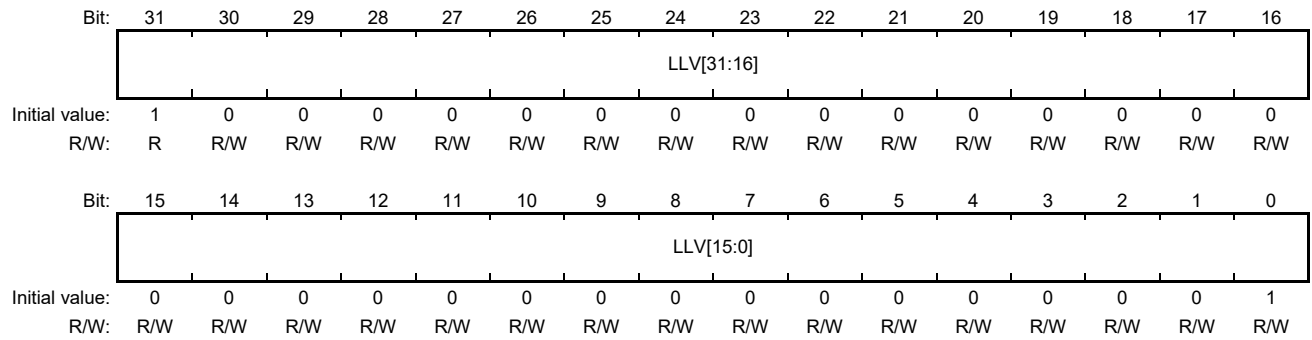 Bit: 31 30 29 28 27 26 25 24 23 22 21 20 19 18 17 16
LLV[31:16]
Initial value: 1 0 0 0 0 0 0 0 0 0 0 0 0 0 0 0
R/W: R R/W R/W R/W R/W R/W R/W R/W R/W R/W R/W R/W R/W R/W R/W R/W
Bit: 15 14 13 12 11 10 9 8 7 6 5 4 3 2 1 0
LLV[15:0]
Initial value: 0 0 0 0 0 0 0 0 0 0 0 0 0 0 0 1
R/W: R/W R/W R/W R/W R/W R/W R/W R/W R/W R/W R/W R/W R/W R/W R/W R/W